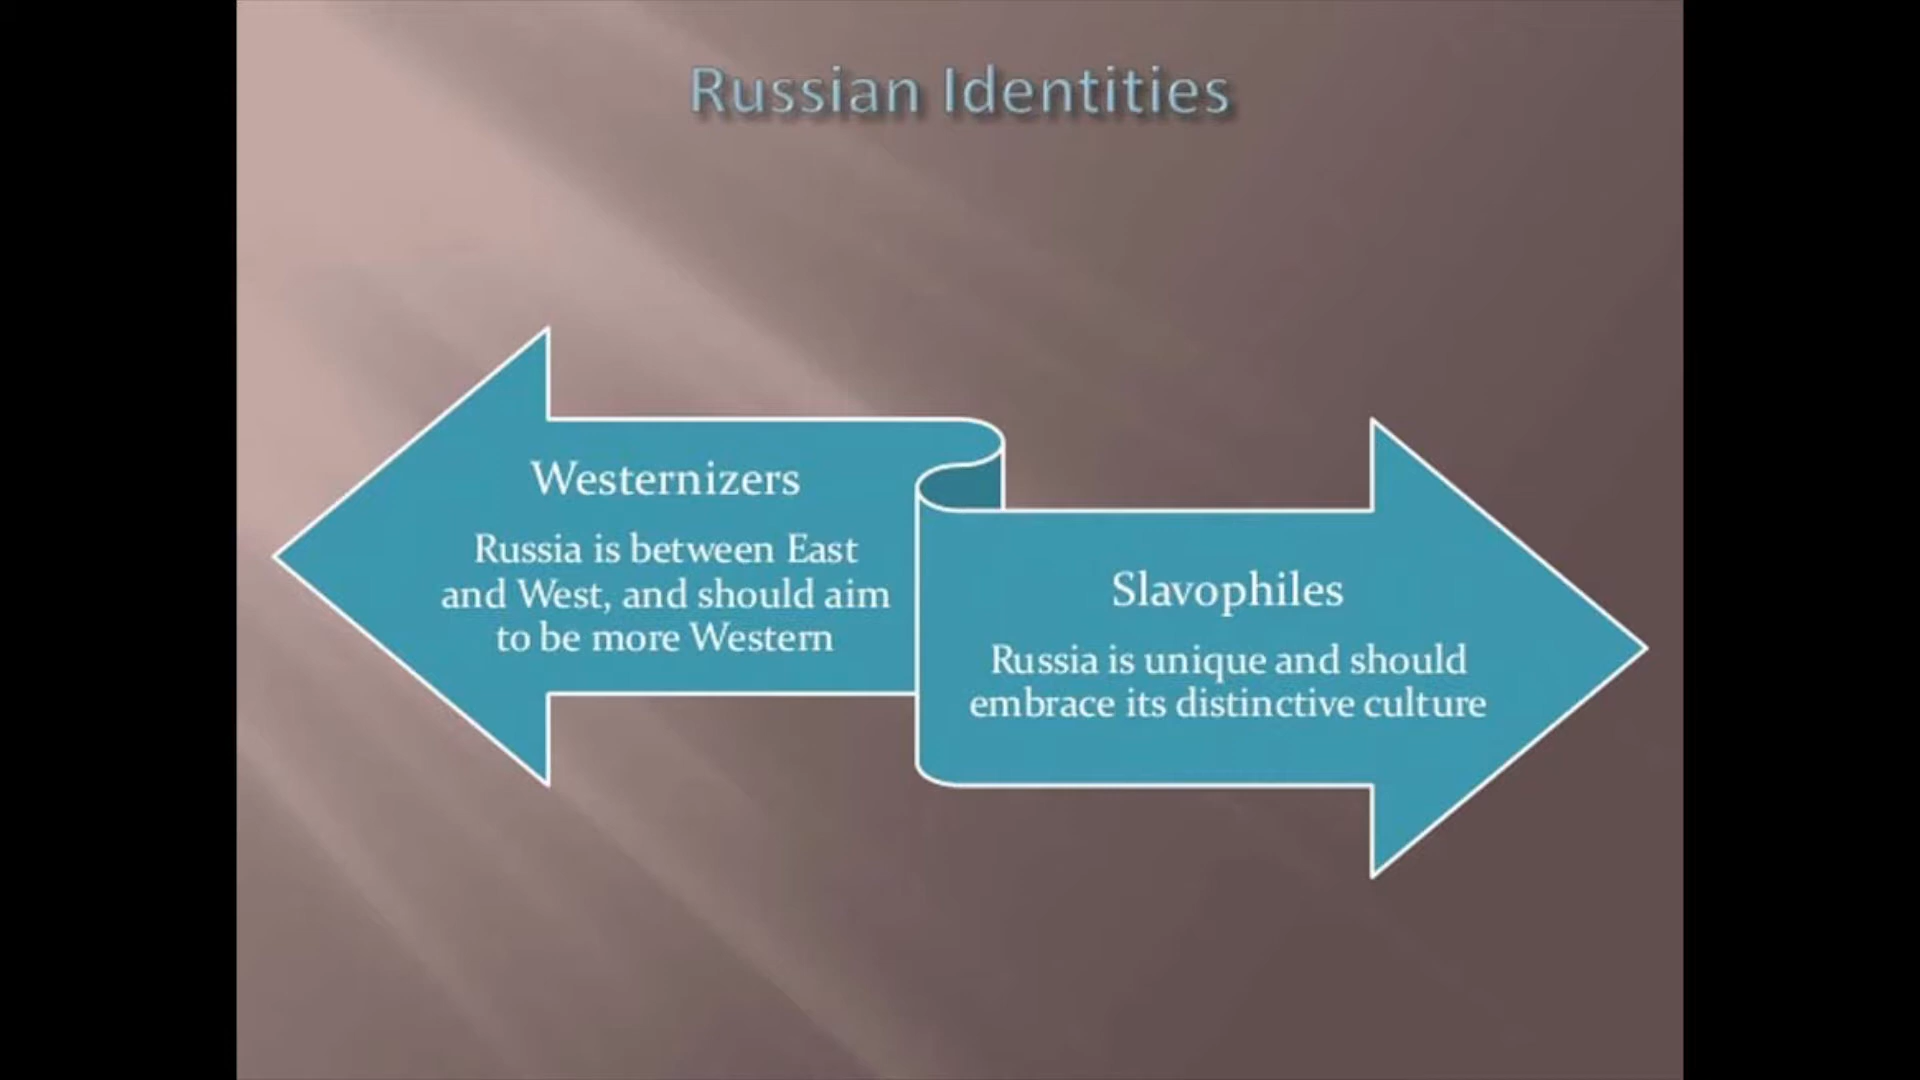 Russian Identities
Westernizers
Russia is between East
and West, and should aim
to be more Western
Slavophiles
Russia is unique and should
embrace its distinctive culture